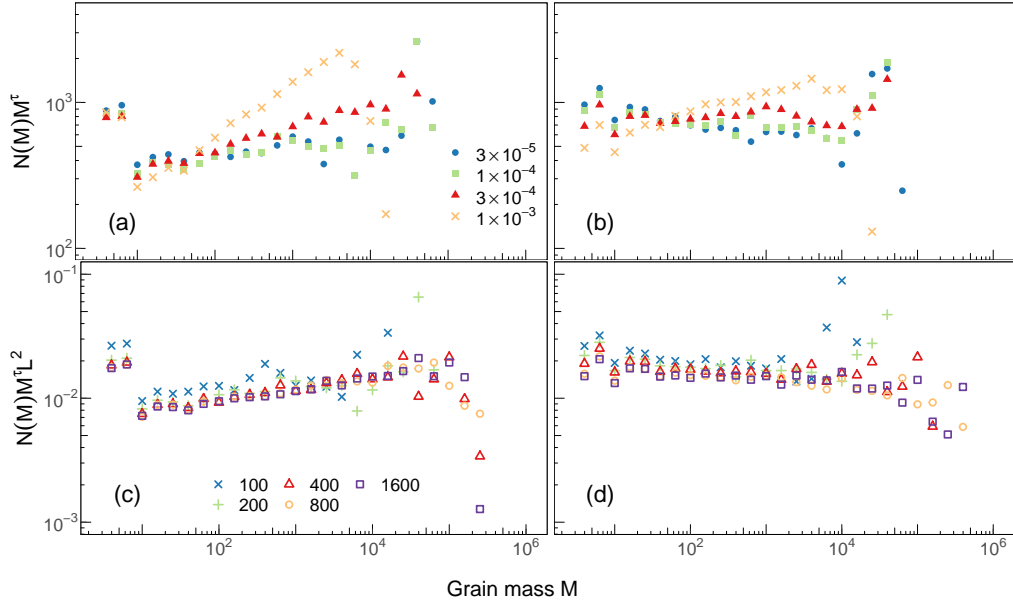 N(M)M^τ
10^3
10^2
(a)
3×10^−5
1×10^−4
3×10^−4
1×10^−3
(b)
N(M)M^τL^2
10^−1
10^−2
10^−3
(c)
100 400 1600
200 800
(d)
10^2 10^4 10^6 10^2 10^4 10^6
Grain mass M